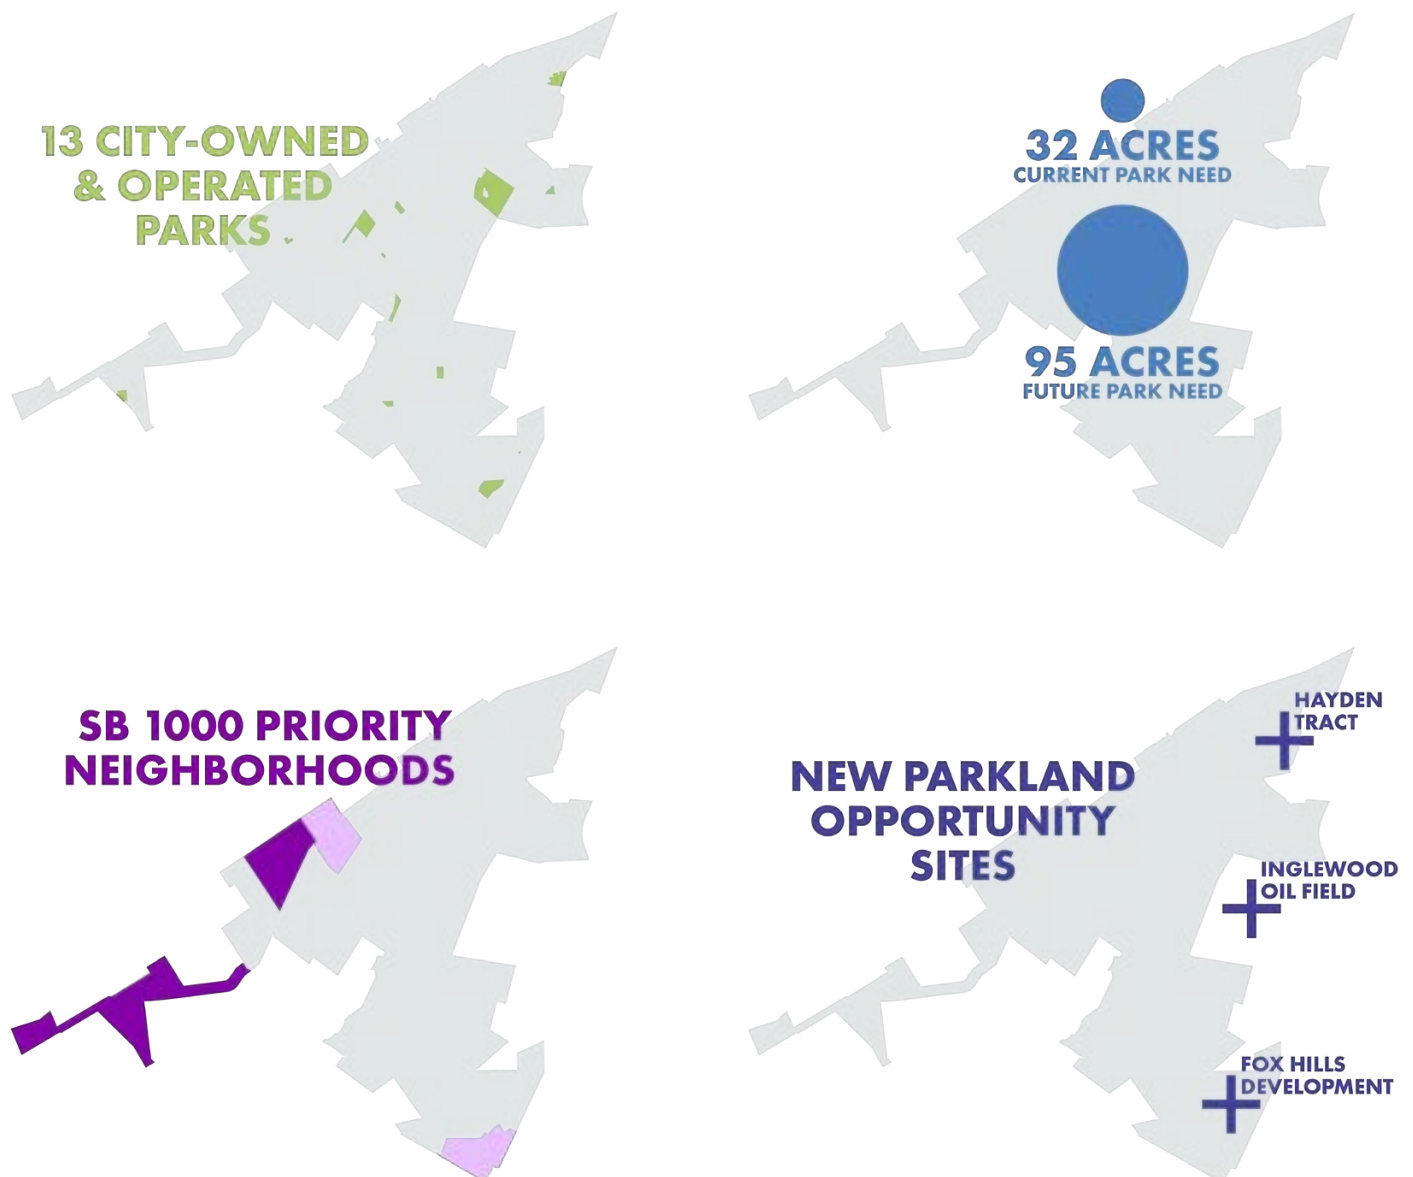 13 CITY-OWNED
& OPERATED
PARKS
32 ACRES
CURRENT PARK NEED
95 ACRES
FUTURE PARK NEED
SB 1000 PRIORITY
NEIGHBORHOODS
NEW PARKLAND
OPPORTUNITY
SITES
HAYDEN
TRACT
INGLEWOOD
OIL FIELD
FOX HILLS
DEVELOPMENT